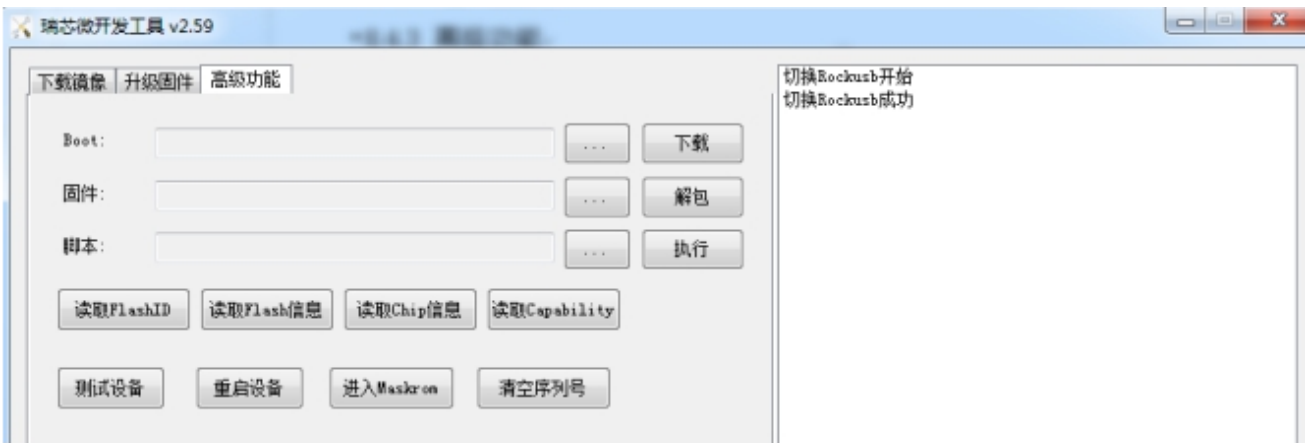 瑞芯微开发工具 v2.59
下载镜像 升级固件 高级功能
Boot: ... 下载
固件: ... 解包
脚本: ... 执行
读取FlashID 读取Flash信息 读取Chip信息 读取Capability
测试设备 重启设备 进入Maskrom 清空序列号
切换Rockusb开始
切换Rockusb成功